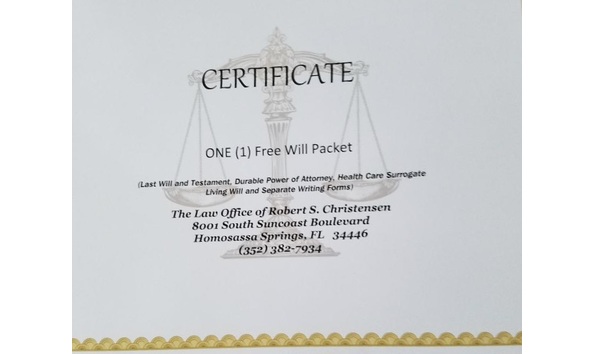 CERTIFICATE
ONE (1) Free Will Packet
(Last Will and Testament, Durable Power of Attorney, Health Care Surrogate
Living Will and Separate Writing Forms)
The Law Office of Robert S. Christensen
8001 South Suncoast Boulevard
Homosassa Springs, FL 34446
(352) 382-7934